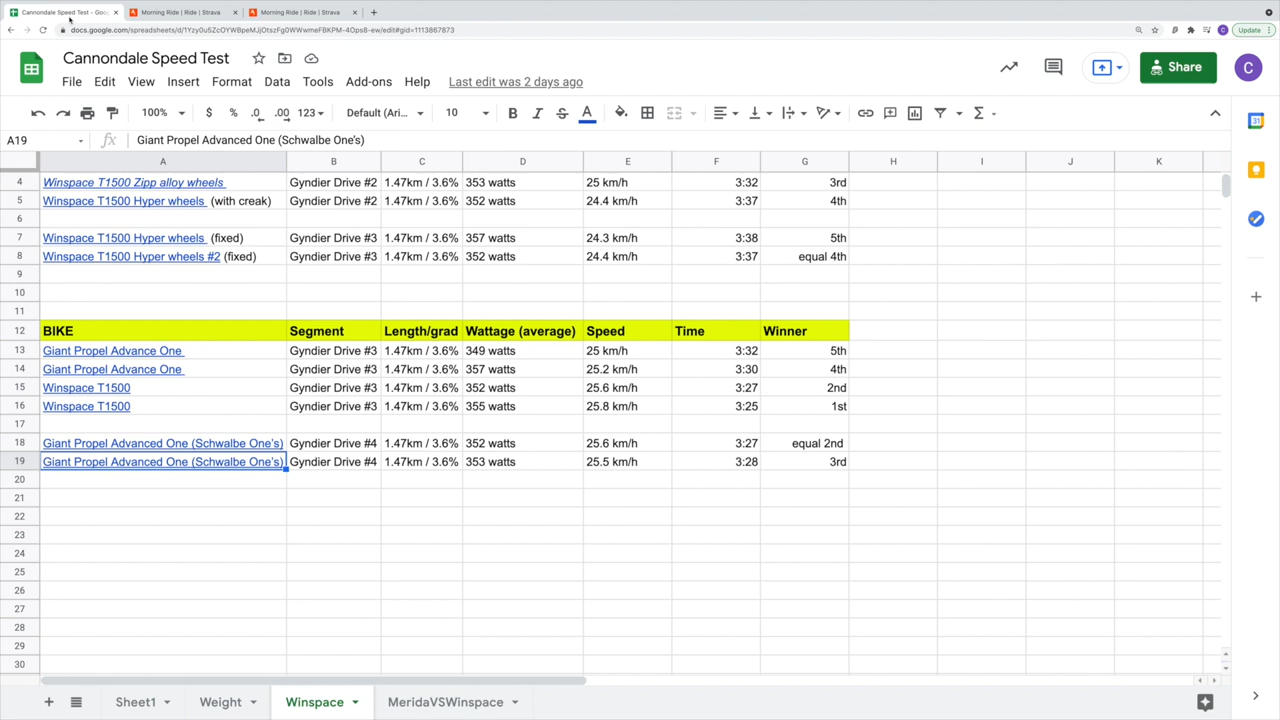 Cannondale Speed Test - Goo
Morning Ride | Ride | Strava
Morning Ride | Ride | Strava
docs.google.com/spreadsheets/d/1Yzy0u5ZcOYWBpeMJjOtszFg0WWwmeFBKPM-4Ops8-ew/edit#gid=1113867873
C
Update
Cannondale Speed Test
File Edit View Insert Format Data Tools Add-ons Help Last edit was 2 days ago
Share
C
100% $ % .0 .00 123 Default (Ari... 10 B I S A
A19 fx Giant Propel Advanced One (Schwalbe One's)
A B C D E F G H I J K
4 Winspace T1500 Zipp alloy wheels Gyndier Drive #2 1.47km / 3.6% 353 watts 25 km/h 3:32 3rd
5 Winspace T1500 Hyper wheels (with creak) Gyndier Drive #2 1.47km / 3.6% 352 watts 24.4 km/h 3:37 4th
6
7 Winspace T1500 Hyper wheels (fixed) Gyndier Drive #3 1.47km / 3.6% 357 watts 24.3 km/h 3:38 5th
8 Winspace T1500 Hyper wheels #2 (fixed) Gyndier Drive #3 1.47km / 3.6% 352 watts 24.4 km/h 3:37 equal 4th
9
10
11
12 BIKE Segment Length/grad Wattage (average) Speed Time Winner
13 Giant Propel Advance One Gyndier Drive #3 1.47km / 3.6% 349 watts 25 km/h 3:32 5th
14 Giant Propel Advance One Gyndier Drive #3 1.47km / 3.6% 357 watts 25.2 km/h 3:30 4th
15 Winspace T1500 Gyndier Drive #3 1.47km / 3.6% 352 watts 25.6 km/h 3:27 2nd
16 Winspace T1500 Gyndier Drive #3 1.47km / 3.6% 355 watts 25.8 km/h 3:25 1st
17
18 Giant Propel Advanced One (Schwalbe One's) Gyndier Drive #4 1.47km / 3.6% 352 watts 25.6 km/h 3:27 equal 2nd
19 Giant Propel Advanced One (Schwalbe One's) Gyndier Drive #4 1.47km / 3.6% 353 watts 25.5 km/h 3:28 3rd
20
21
22
23
24
25
26
27
28
29
30
Sheet1 Weight Winspace MeridaVSWinspace
31